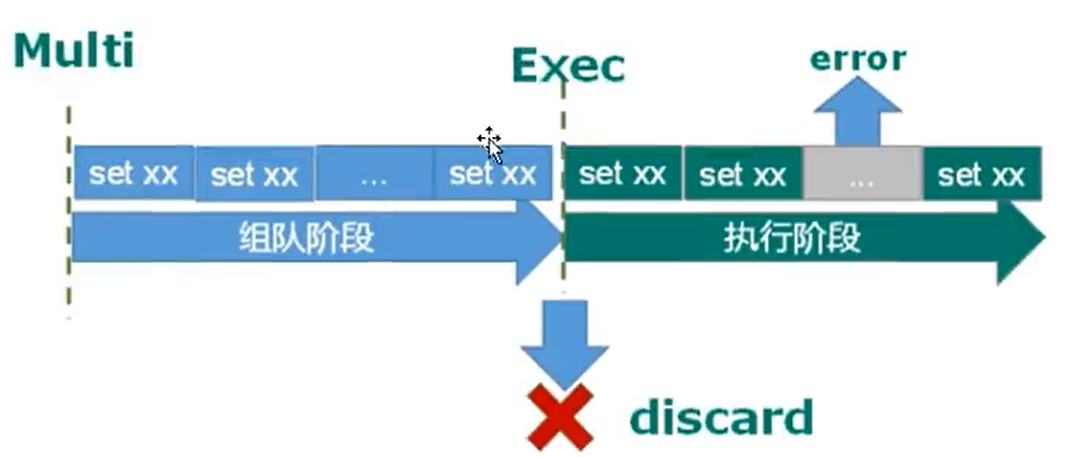 Multi
Exec
error
set xx
set xx
...
set xx
set xx
set xx
...
set xx
组队阶段
执行阶段
discard